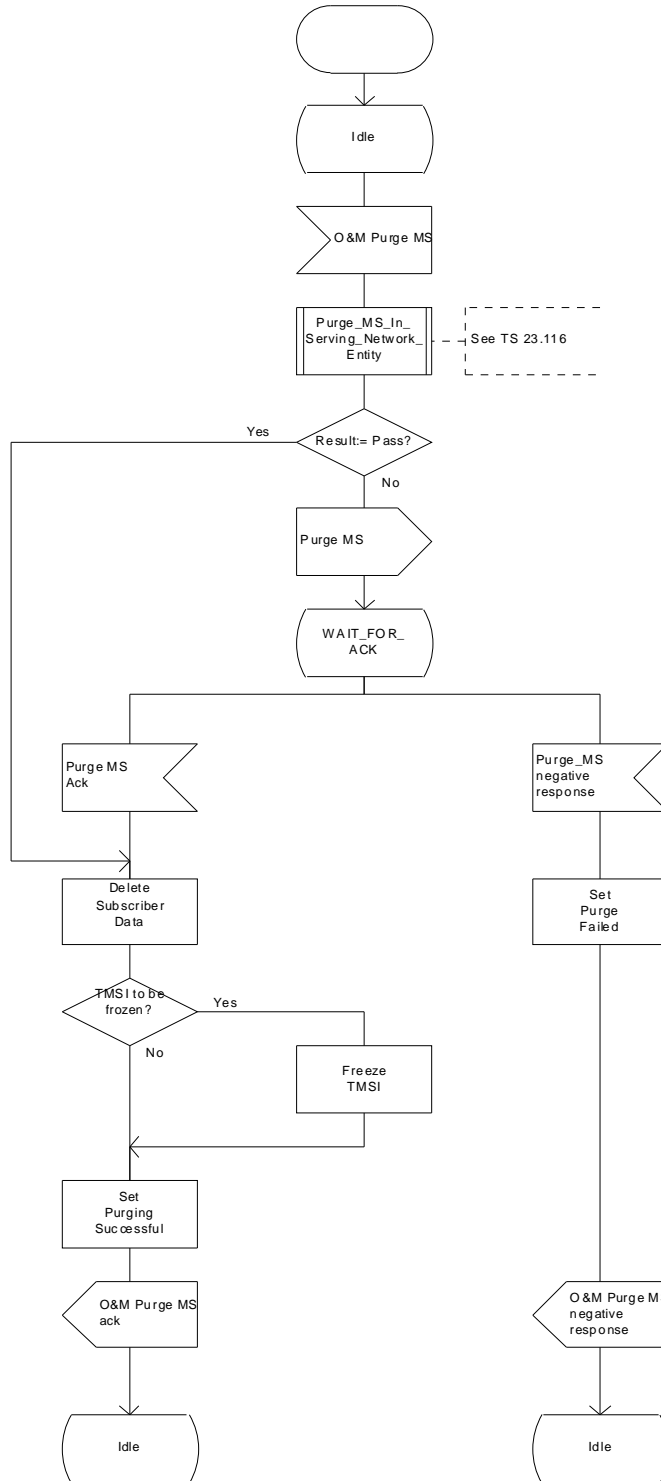 Idle
O&M Purge MS
Purge_MS_In_
Serving_Network_
Entity
See TS 23.116
Yes
Result:= Pass?
No
Purge MS
WAIT_FOR_
ACK
Purge MS
Ack
Purge_MS
negative
response
Delete
Subscriber
Data
Set
Purge
Failed
TMSI to be
frozen?
Yes
No
Freeze
TMSI
Set
Purging
Successful
O&M Purge MS
ack
O&M Purge M
negative
response
Idle
Idle